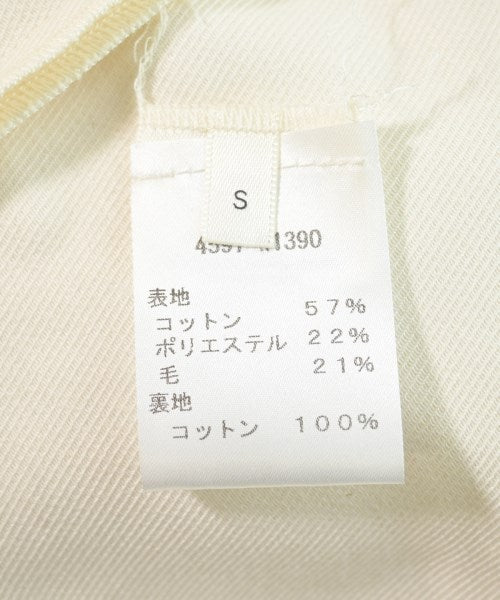 S
1390
表地
コットン 57%
ポリエステル 22%
毛 21%
裏地
コットン 100%